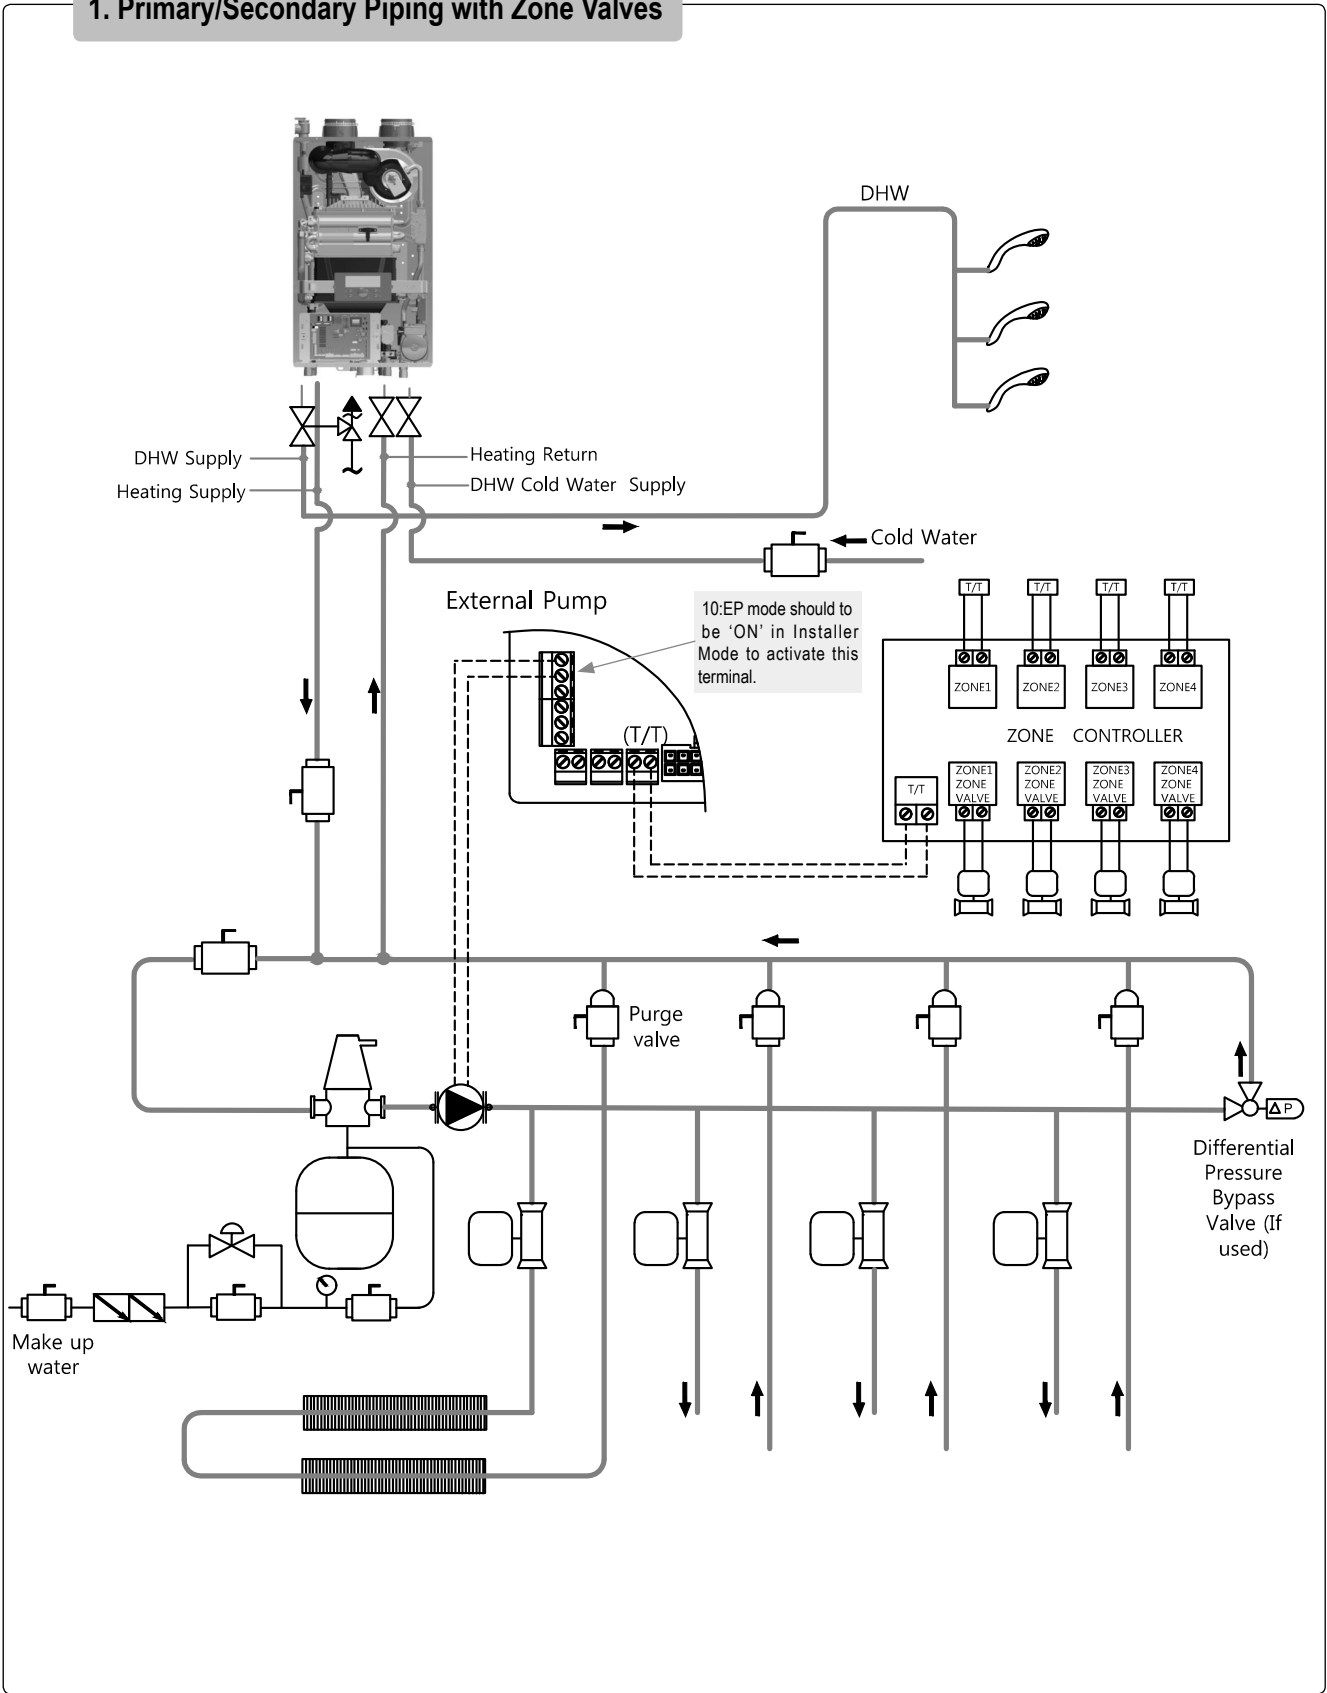 1. Primary/Secondary Piping with Zone Valves
DHW
DHW Supply
Heating Supply
Heating Return
DHW Cold Water Supply
Cold Water
External Pump
10:EP mode should to
be ‘ON’ in Installer
Mode to activate this
terminal.
(T/T)
T/T
T/T
T/T
T/T
ZONE1
ZONE2
ZONE3
ZONE4
ZONE CONTROLLER
T/T
ZONE1
ZONE
VALVE
ZONE2
ZONE
VALVE
ZONE3
ZONE
VALVE
ZONE4
ZONE
VALVE
Purge
valve
Δ P
Differential
Pressure
Bypass
Valve (If
used)
Make up
water